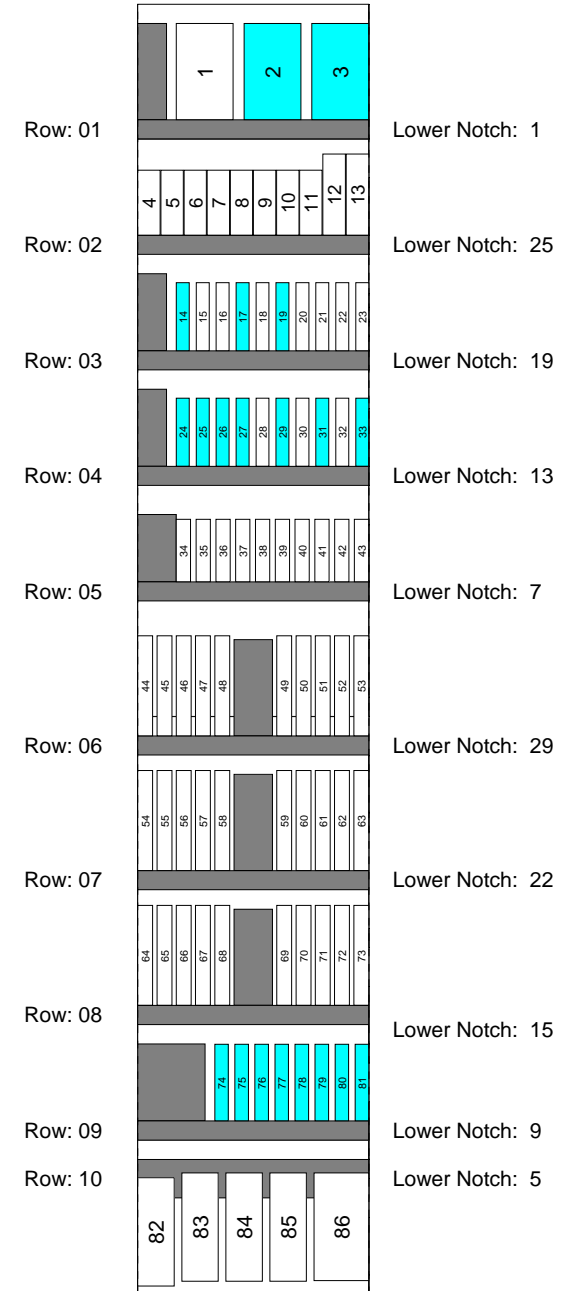 1 2 3
Row: 01 Lower Notch: 1
4 5 6 7 8 9 10 11 12 13
Row: 02 Lower Notch: 25
14 15 16 17 18 19 20 21 22 23
Row: 03 Lower Notch: 19
24 25 26 27 28 29 30 31 32 33
Row: 04 Lower Notch: 13
34 35 36 37 38 39 40 41 42 43
Row: 05 Lower Notch: 7
44 45 46 47 48 49 50 51 52 53
Row: 06 Lower Notch: 29
54 55 56 57 58 59 60 61 62 63
Row: 07 Lower Notch: 22
64 65 66 67 68 69 70 71 72 73
Row: 08 Lower Notch: 15
74 75 76 77 78 79 80 81
Row: 09 Lower Notch: 9
Row: 10 Lower Notch: 5
82 83 84 85 86